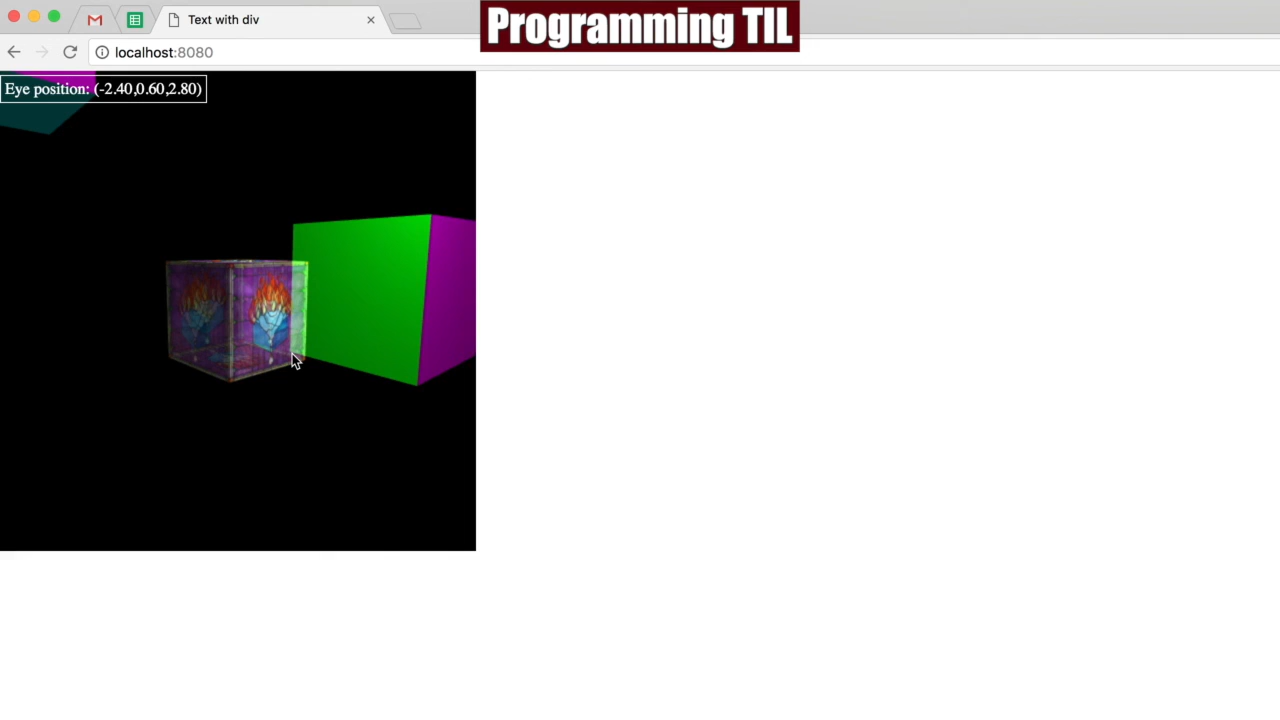 Text with div
Programming TIL
localhost:8080
Eye position: (-2.40,0.60,2.80)